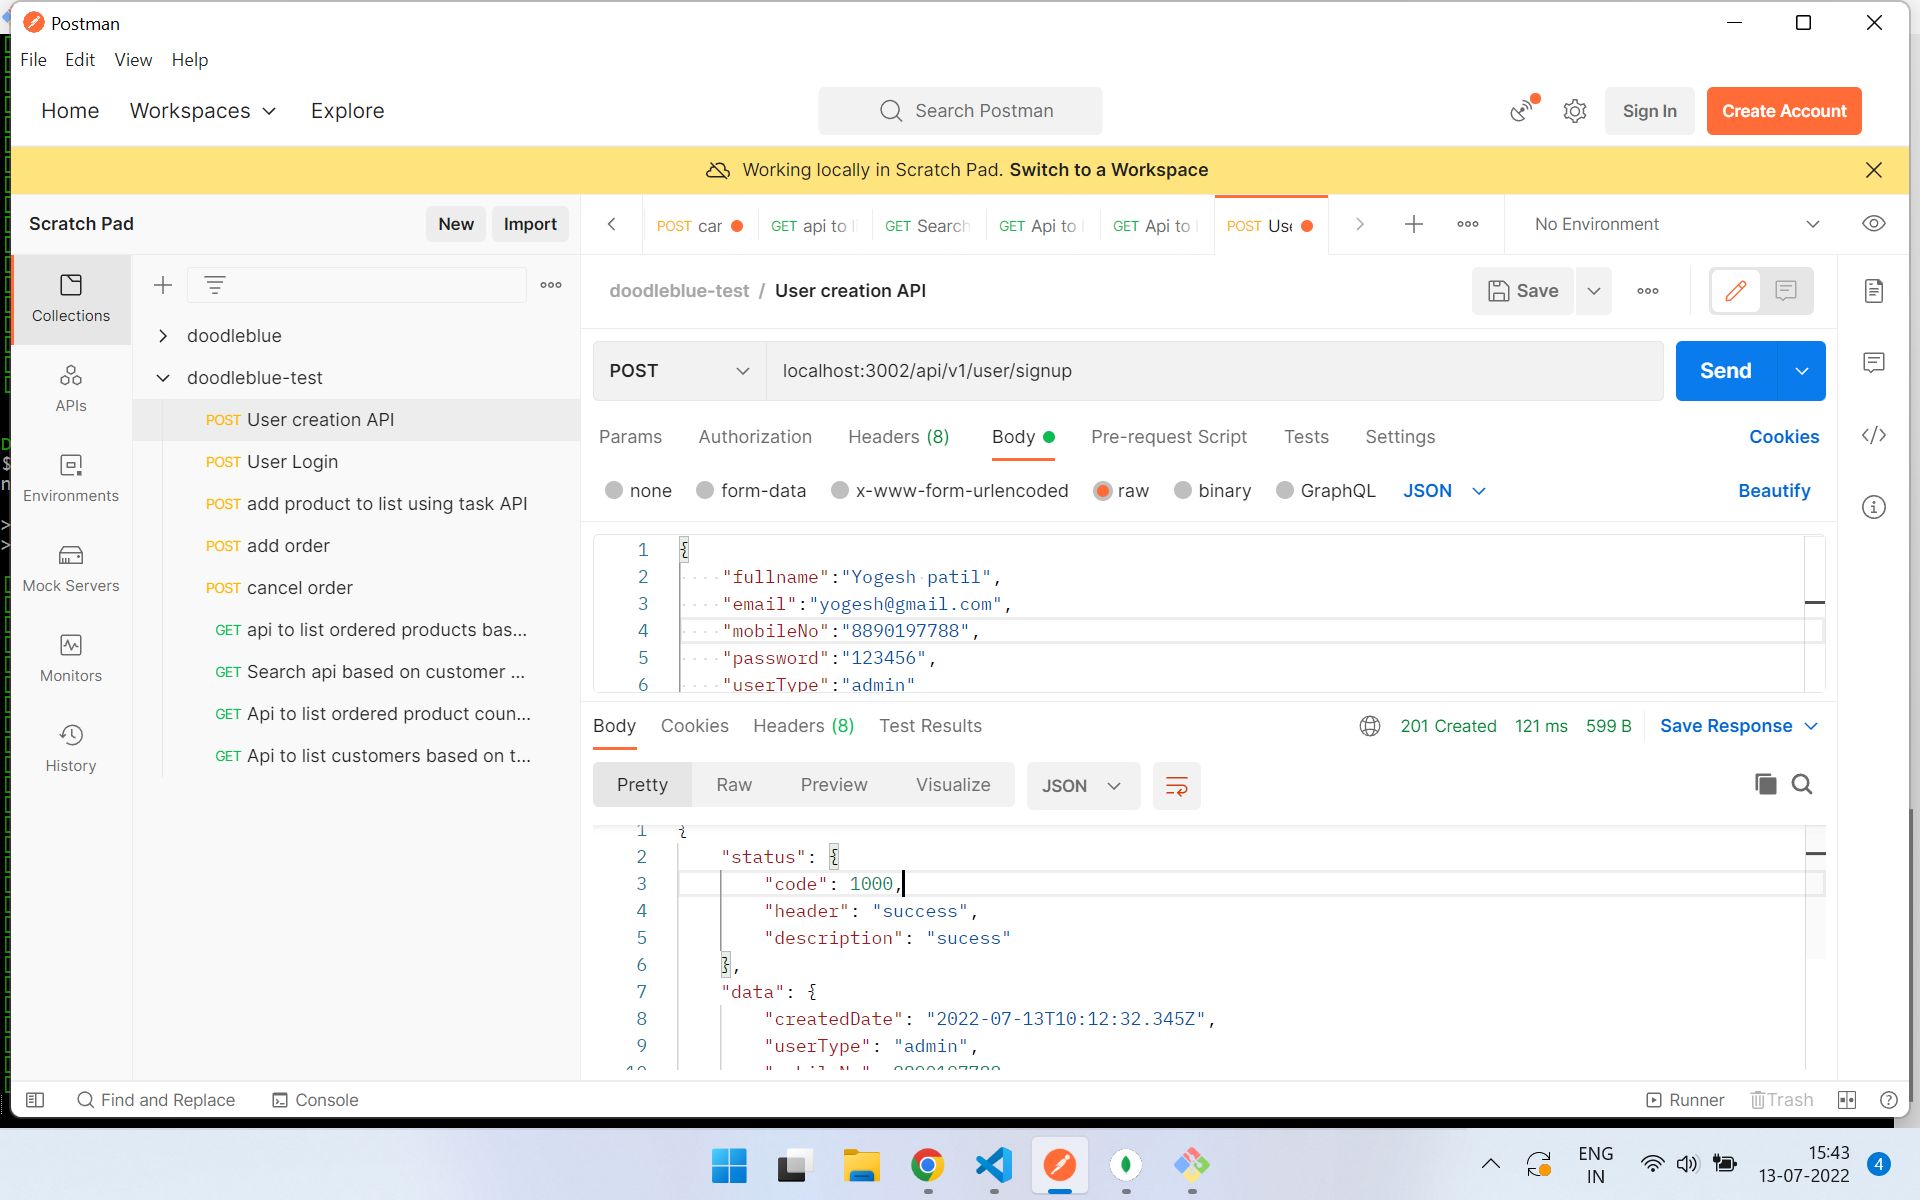 Postman
File Edit View Help
Home Workspaces Explore Search Postman Sign In Create Account
Working locally in Scratch Pad. Switch to a Workspace
Scratch Pad New Import
POST car GET api to li GET Search GET Api to GET Api to POST Use No Environment
Collections
APIs
Environments
Mock Servers
Monitors
History
doodleblue
doodleblue-test
POST User creation API
POST User Login
POST add product to list using task API
POST add order
POST cancel order
GET api to list ordered products bas...
GET Search api based on customer ...
GET Api to list ordered product coun...
GET Api to list customers based on t...
doodleblue-test / User creation API Save
POST localhost:3002/api/v1/user/signup Send
Params Authorization Headers (8) Body Pre-request Script Tests Settings Cookies
none form-data x-www-form-urlencoded raw binary GraphQL JSON Beautify
1 {
2 "fullname":"Yogesh patil",
3 "email":"yogesh@gmail.com",
4 "mobileNo":"8890197788",
5 "password":"123456",
6 "userType":"admin"
Body Cookies Headers (8) Test Results 201 Created 121 ms 599 B Save Response
Pretty Raw Preview Visualize JSON
1 {
2 "status": {
3 "code": 1000,
4 "header": "success",
5 "description": "sucess"
6 },
7 "data": {
8 "createdDate": "2022-07-13T10:12:32.345Z",
9 "userType": "admin",
Find and Replace Console Runner Trash
ENG
IN
15:43
13-07-2022
4